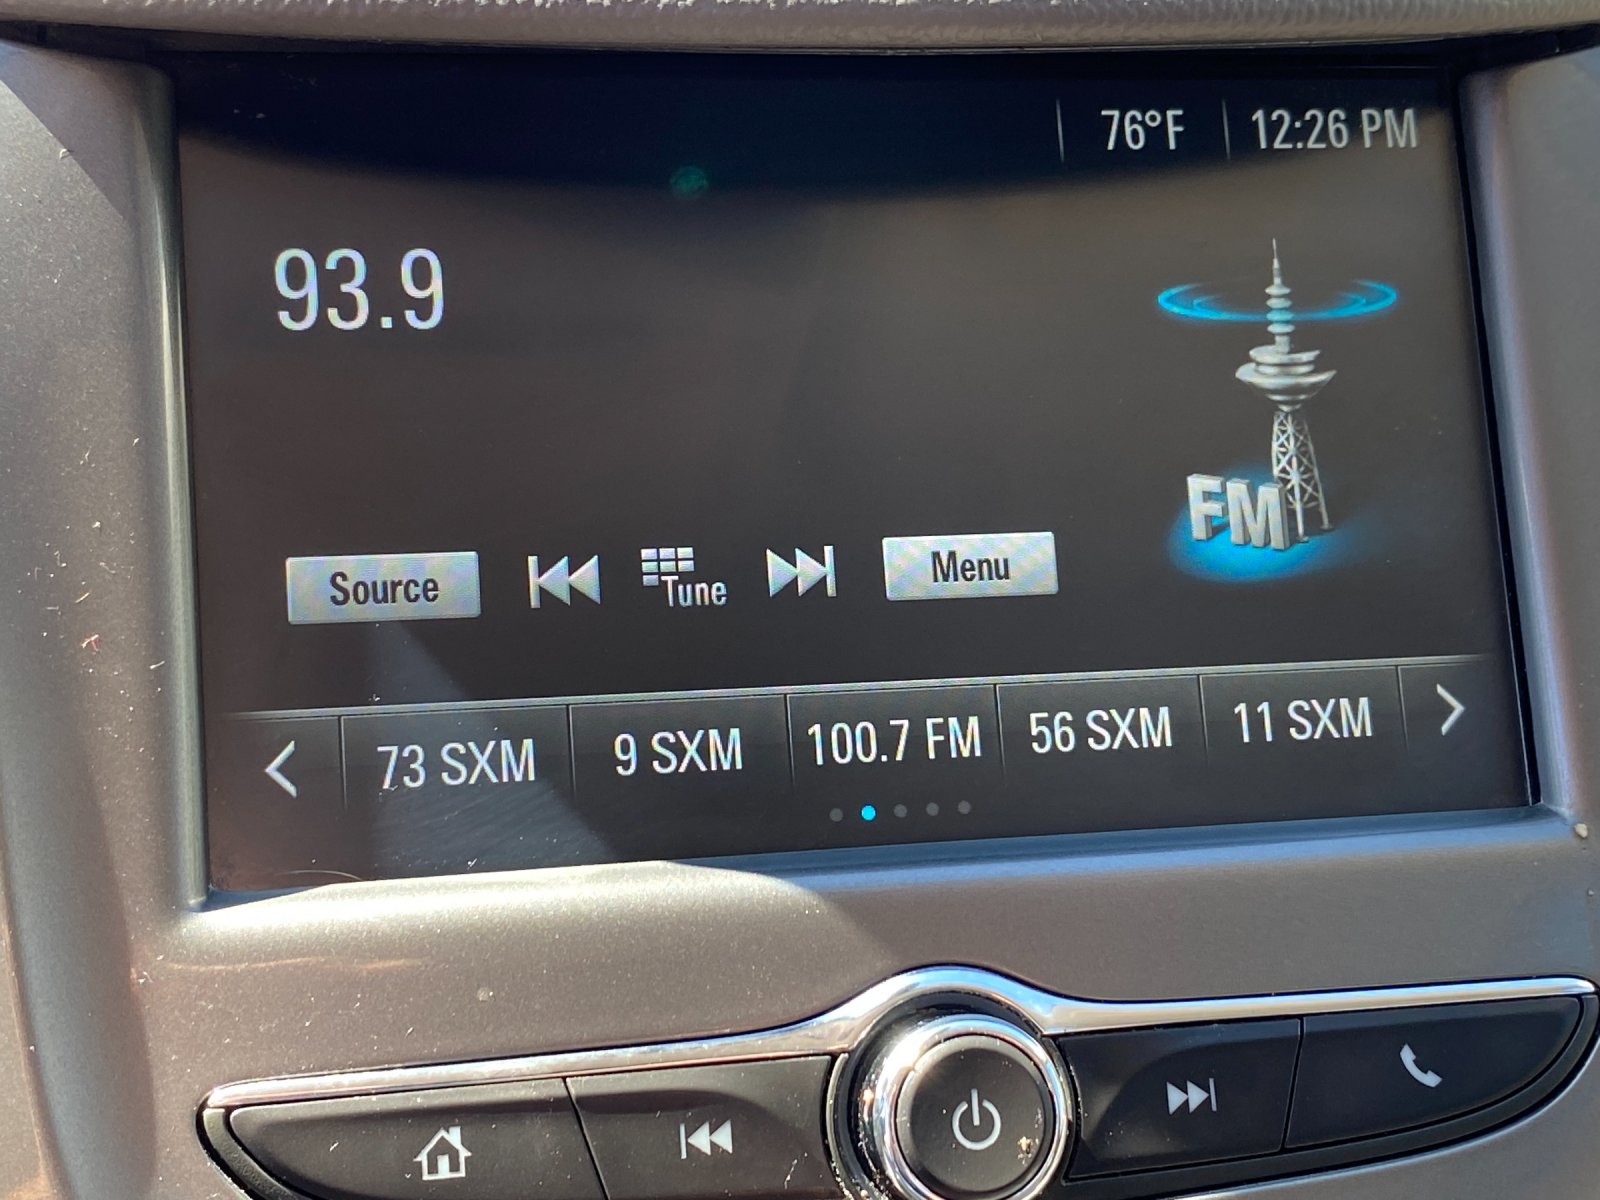 76°F 12:26 PM
93.9
FM
Source Tune Menu
73 SXM 9 SXM 100.7 FM 56 SXM 11 SXM